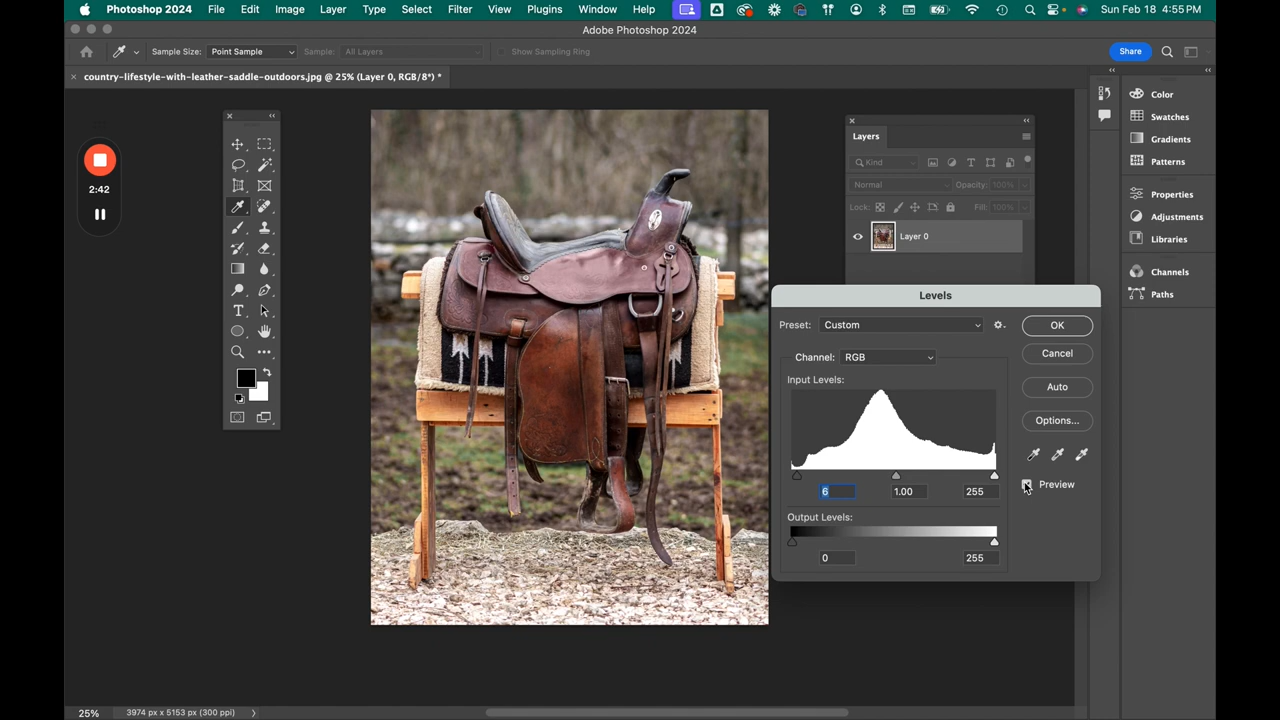 Photoshop 2024 File Edit Image Layer Type Select Filter View Plugins Window Help Sun Feb 18 4:55 PM
Adobe Photoshop 2024
Sample Size: Point Sample Sample: All Layers Show Sampling Ring Share
country-lifestyle-with-leather-saddle-outdoors.jpg @ 25% (Layer 0, RGB/8*) *
2:42
Layers
Kind
Normal Opacity: 100%
Lock: Fill: 100%
Layer 0
Color
Swatches
Gradients
Patterns
Properties
Adjustments
Libraries
Channels
Paths
Levels
Preset: Custom OK
Channel: RGB Cancel
Input Levels: Auto
Options...
6 1.00 255 Preview
Output Levels:
0 255
25% 3974 px x 5153 px (300 ppi)